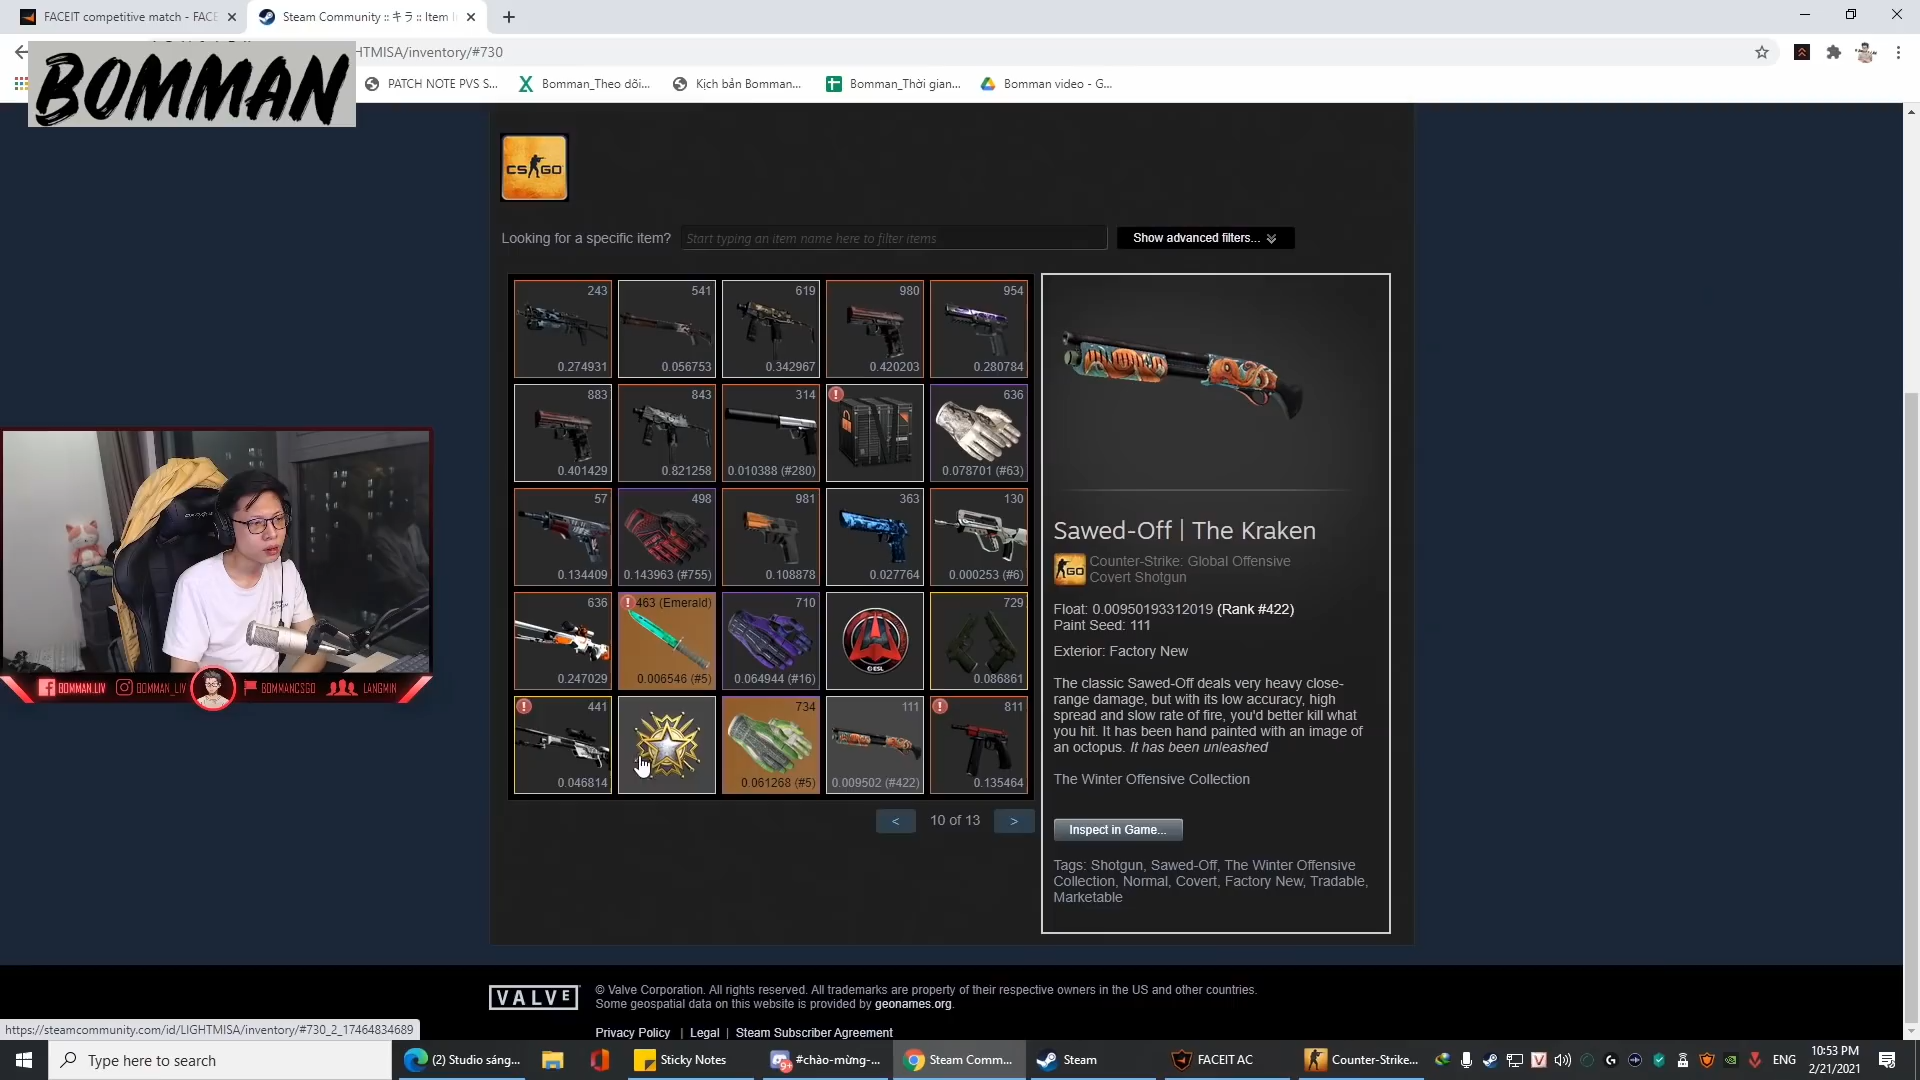 FACEIT competitive match - FACE
Steam Community :: キラ :: Item I
HTMISA/inventory/#730
BOMMAN
PATCH NOTE PVS S...
Bomman_Theo dõi...
Kịch bản Bomman...
Bomman_Thời gian...
Bomman video - G...
CS GO
Looking for a specific item?
Start typing an item name here to filter items
Show advanced filters...
243
541
619
980
954
0.274931
0.056753
0.342967
0.420203
0.280784
883
843
314
636
0.401429
0.821258
0.010388 (#280)
0.078701 (#63)
57
498
981
363
130
0.134409
0.143963 (#755)
0.108878
0.027764
0.000253 (#6)
636
463 (Emerald)
710
729
0.247029
0.006546 (#5)
0.064944 (#16)
ESL
0.086861
441
734
111
811
0.046814
0.061268 (#5)
0.009502 (#422)
0.135464
< 10 of 13 >
Sawed-Off | The Kraken
Counter-Strike: Global Offensive
Covert Shotgun
Float: 0.00950193312019 (Rank #422)
Paint Seed: 111
Exterior: Factory New
The classic Sawed-Off deals very heavy close-
range damage, but with its low accuracy, high
spread and slow rate of fire, you'd better kill what
you hit. It has been hand painted with an image of
an octopus. It has been unleashed
The Winter Offensive Collection
Inspect in Game...
Tags: Shotgun, Sawed-Off, The Winter Offensive
Collection, Normal, Covert, Factory New, Tradable,
Marketable
BOMMAN.LIV
BOMMAN_LIV
BOMMANCSGO
LANGMIN
VALVE
© Valve Corporation. All rights reserved. All trademarks are property of their respective owners in the US and other countries.
Some geospatial data on this website is provided by geonames.org.
Privacy Policy | Legal | Steam Subscriber Agreement
https://steamcommunity.com/id/LIGHTMISA/inventory/#730_2_17464834689
Type here to search
(2) Studio sáng...
Sticky Notes
#chào-mừng-...
Steam Comm...
Steam
FACEIT AC
Counter-Strike...
ENG
10:53 PM
2/21/2021